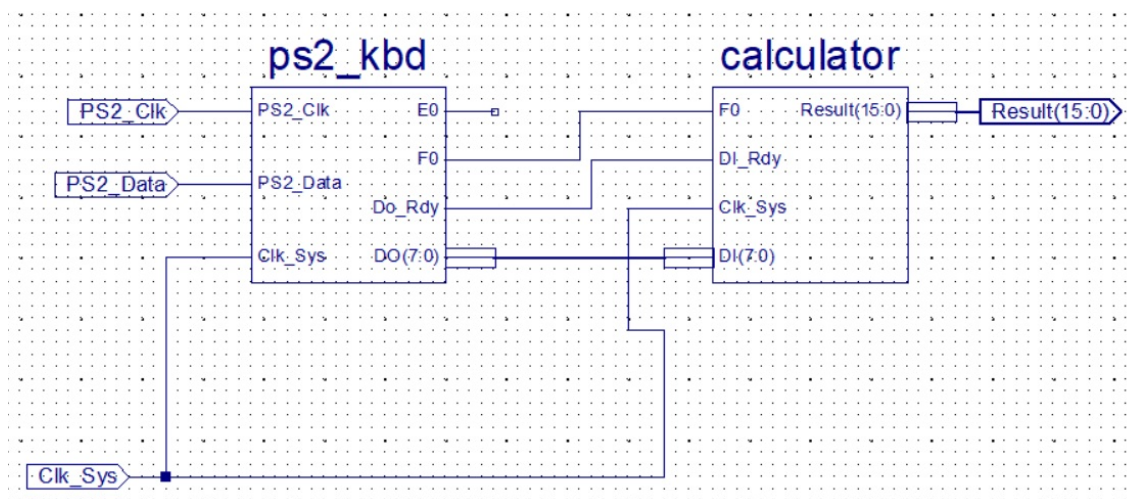 ps2_kbd
calculator
PS2_Clk
PS2_Clk
E0
F0
Result(15:0)
Result(15:0)
F0
DI_Rdy
PS2_Data
PS2_Data
Do_Rdy
Clk_Sys
Clk_Sys
DO(7:0)
DI(7:0)
Clk_Sys